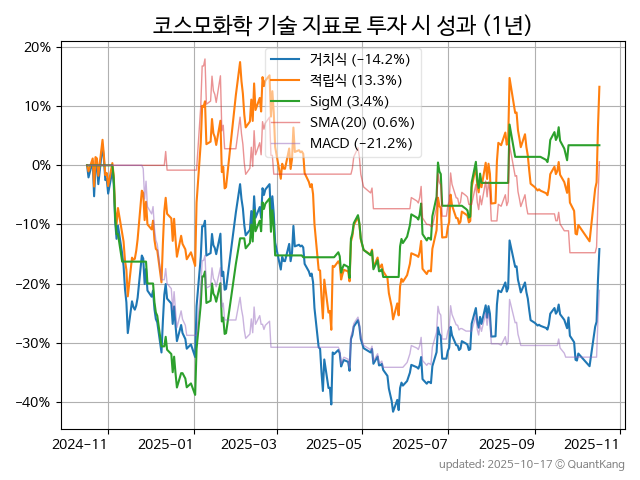 코스모화학 기술 지표로 투자 시 성과 (1년)
20%
10%
0%
−10%
−20%
−30%
−40%
거치식 (−14.2%)
적립식 (13.3%)
SigM (3.4%)
SMA(20) (0.6%)
MACD (−21.2%)
2024−11
2025−01
2025−03
2025−05
2025−07
2025−09
2025−11
updated: 2025-10-17 © QuantKang